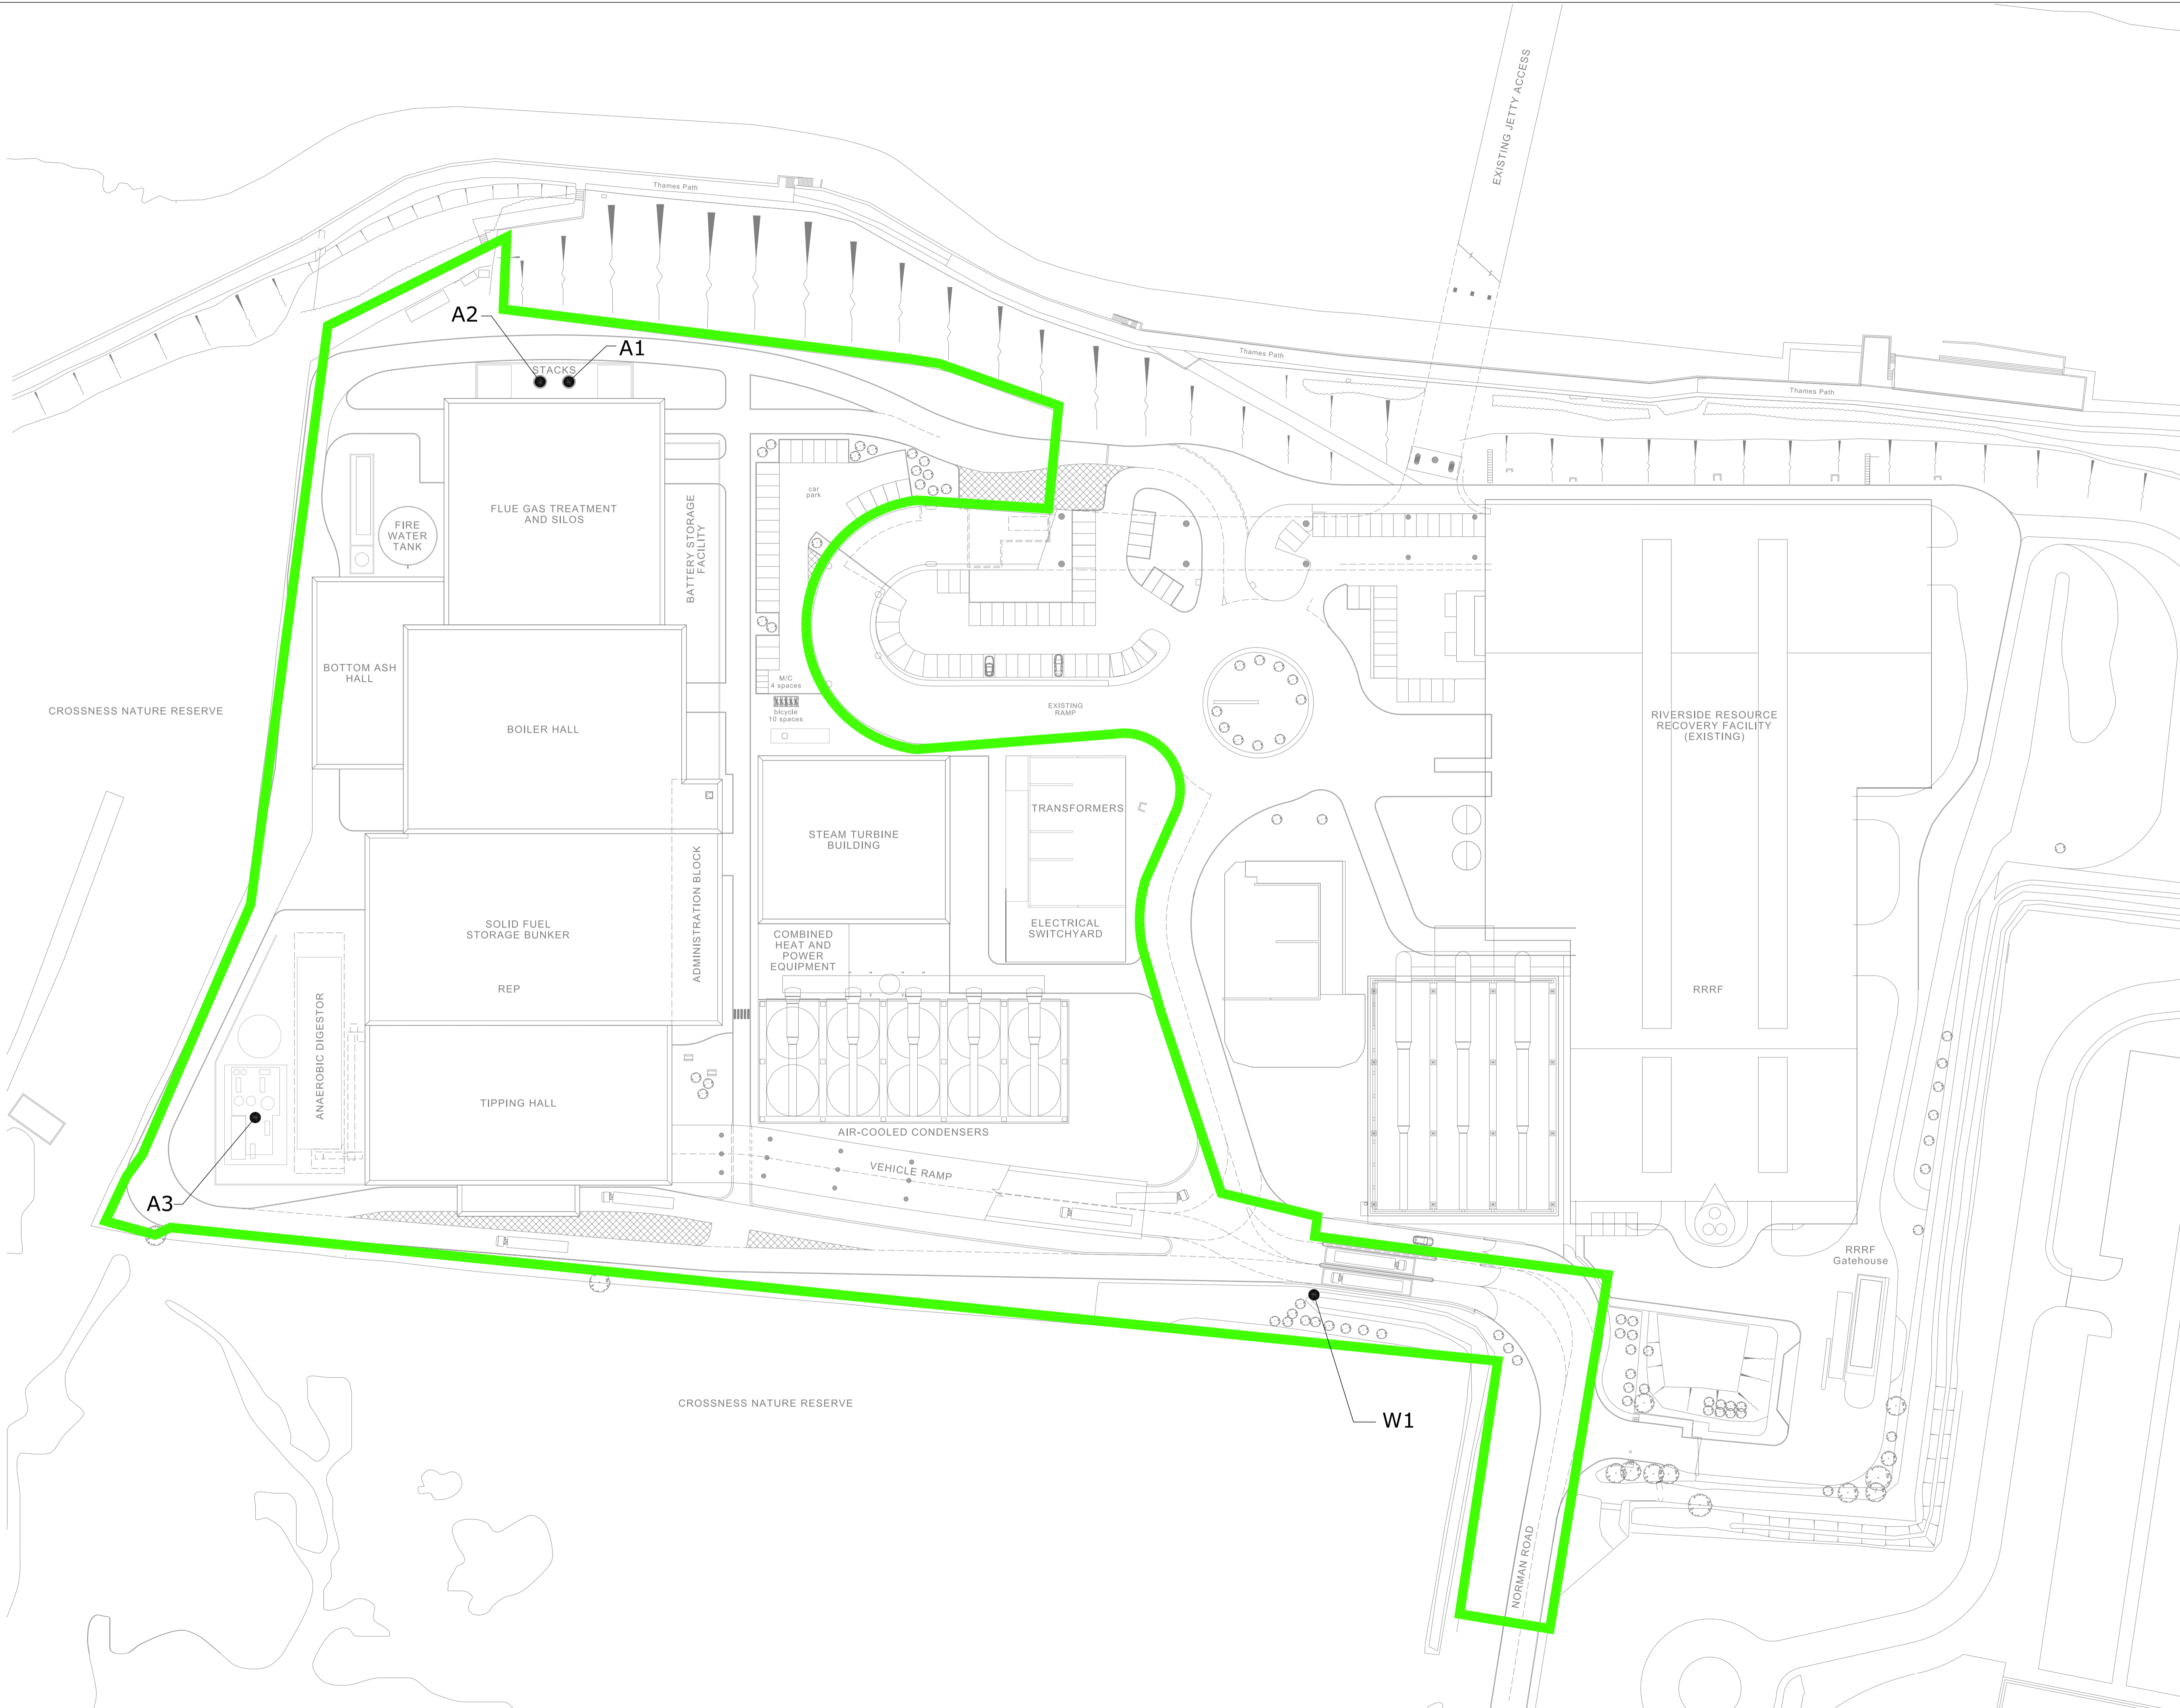 EXISTING JETTY ACCESS
Thames Path
A2
A1
STACKS
Thames Path
Thames Path
car
park
FLUE GAS TREATMENT
AND SILOS
BATTERY STORAGE
FACILITY
FIRE
WATER
TANK
BOTTOM ASH
HALL
M/C
4 spaces
bicycle
10 spaces
EXISTING
RAMP
CROSSNESS NATURE RESERVE
BOILER HALL
RIVERSIDE RESOURCE
RECOVERY FACILITY
(EXISTING)
TRANSFORMERS
STEAM TURBINE
BUILDING
ADMINISTRATION BLOCK
SOLID FUEL
STORAGE BUNKER
ELECTRICAL
SWITCHYARD
COMBINED
HEAT AND
POWER
EQUIPMENT
REP
RRRF
ANAEROBIC DIGESTOR
TIPPING HALL
AIR-COOLED CONDENSERS
VEHICLE RAMP
A3
RRRF
Gatehouse
CROSSNESS NATURE RESERVE
W1
NORMAN ROAD